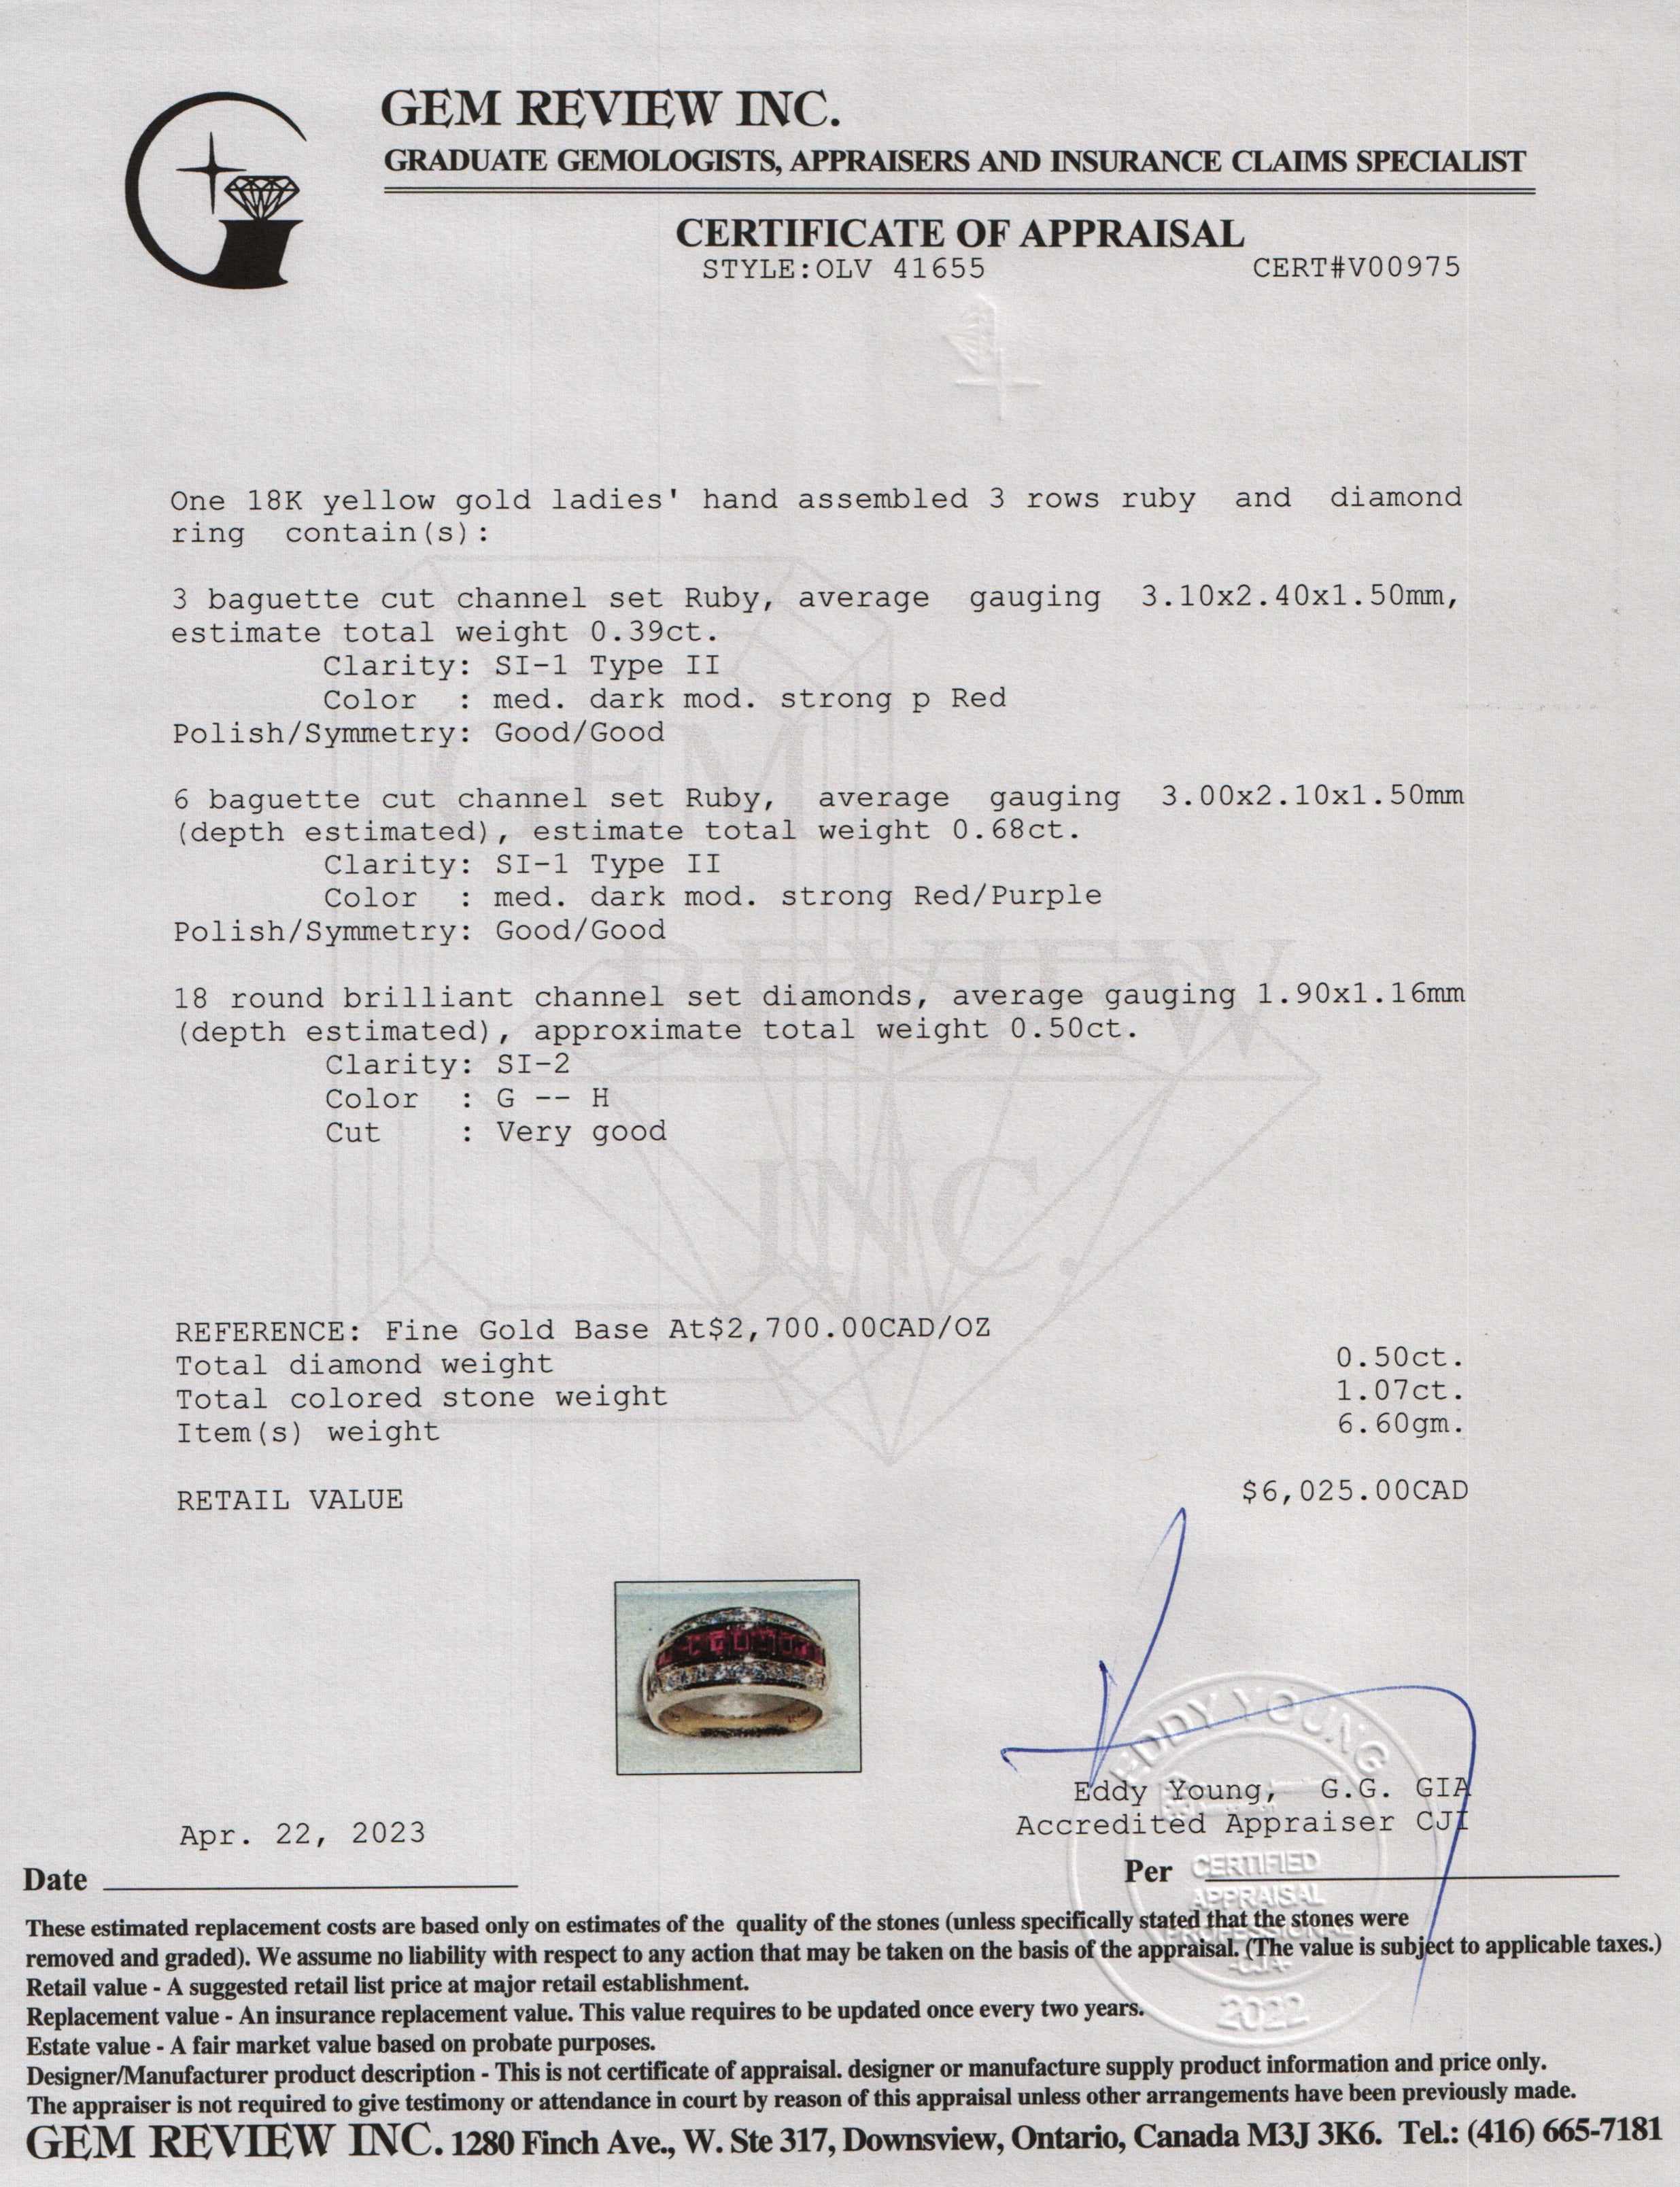 GEM REVIEW INC.
GRADUATE GEMOLOGISTS, APPRAISERS AND INSURANCE CLAIMS SPECIALIST
CERTIFICATE OF APPRAISAL
STYLE:OLV 41655 CERT#V00975
One 18K yellow gold ladies' hand assembled 3 rows ruby and diamond
ring contain(s):
3 baguette cut channel set Ruby, average gauging 3.10x2.40x1.50mm,
estimate total weight 0.39ct.
Clarity: SI-1 Type II
Color : med. dark mod. strong p Red
Polish/Symmetry: Good/Good
6 baguette cut channel set Ruby, average gauging 3.00x2.10x1.50mm
(depth estimated), estimate total weight 0.68ct.
Clarity: SI-1 Type II
Color : med. dark mod. strong Red/Purple
Polish/Symmetry: Good/Good
18 round brilliant channel set diamonds, average gauging 1.90x1.16mm
(depth estimated), approximate total weight 0.50ct.
Clarity: SI-2
Color : G -- H
Cut : Very good
GEM
REVIEW
INC.
REFERENCE: Fine Gold Base At$2,700.00CAD/OZ
Total diamond weight 0.50ct.
Total colored stone weight 1.07ct.
Item(s) weight 6.60gm.
RETAIL VALUE $6,025.00CAD
EDDY YOUNG
Eddy Young, G.G. GIA
Accredited Appraiser CJI
Apr. 22, 2023
Date
Per
CERTIFIED
APPRAISAL
PROFESSIONAL
-CJA-
2022
These estimated replacement costs are based only on estimates of the quality of the stones (unless specifically stated that the stones were
removed and graded). We assume no liability with respect to any action that may be taken on the basis of the appraisal. (The value is subject to applicable taxes.)
Retail value - A suggested retail list price at major retail establishment.
Replacement value - An insurance replacement value. This value requires to be updated once every two years.
Estate value - A fair market value based on probate purposes.
Designer/Manufacturer product description - This is not certificate of appraisal. designer or manufacture supply product information and price only.
The appraiser is not required to give testimony or attendance in court by reason of this appraisal unless other arrangements have been previously made.
GEM REVIEW INC. 1280 Finch Ave., W. Ste 317, Downsview, Ontario, Canada M3J 3K6. Tel.: (416) 665-7181